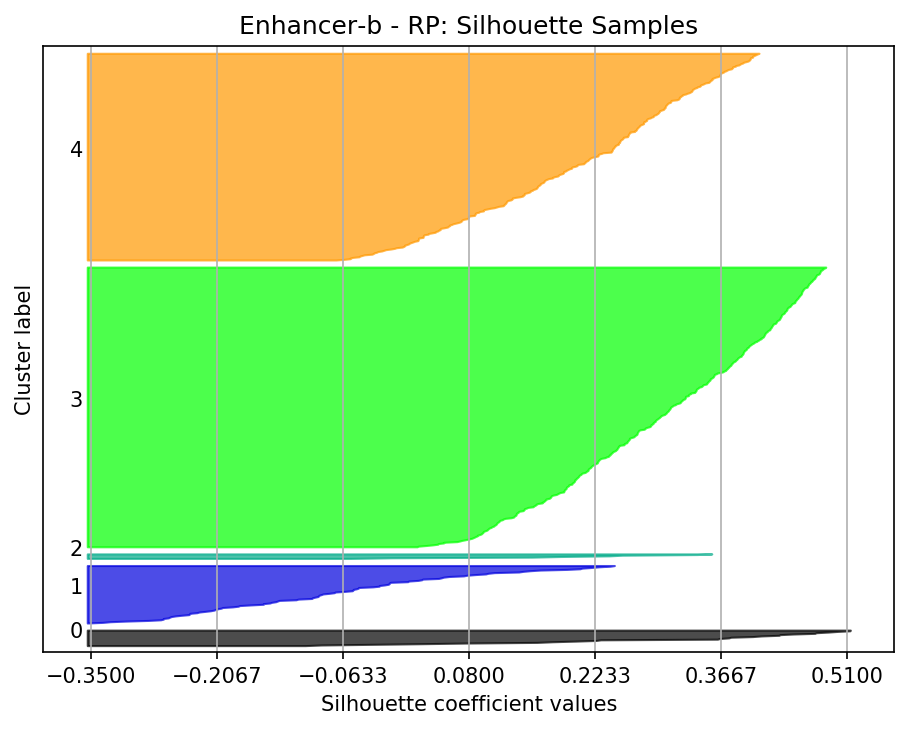 Enhancer-b - RP: Silhouette Samples
4
Cluster label
3
2
1
0
−0.3500 −0.2067 −0.0633 0.0800 0.2233 0.3667 0.5100
Silhouette coefficient values